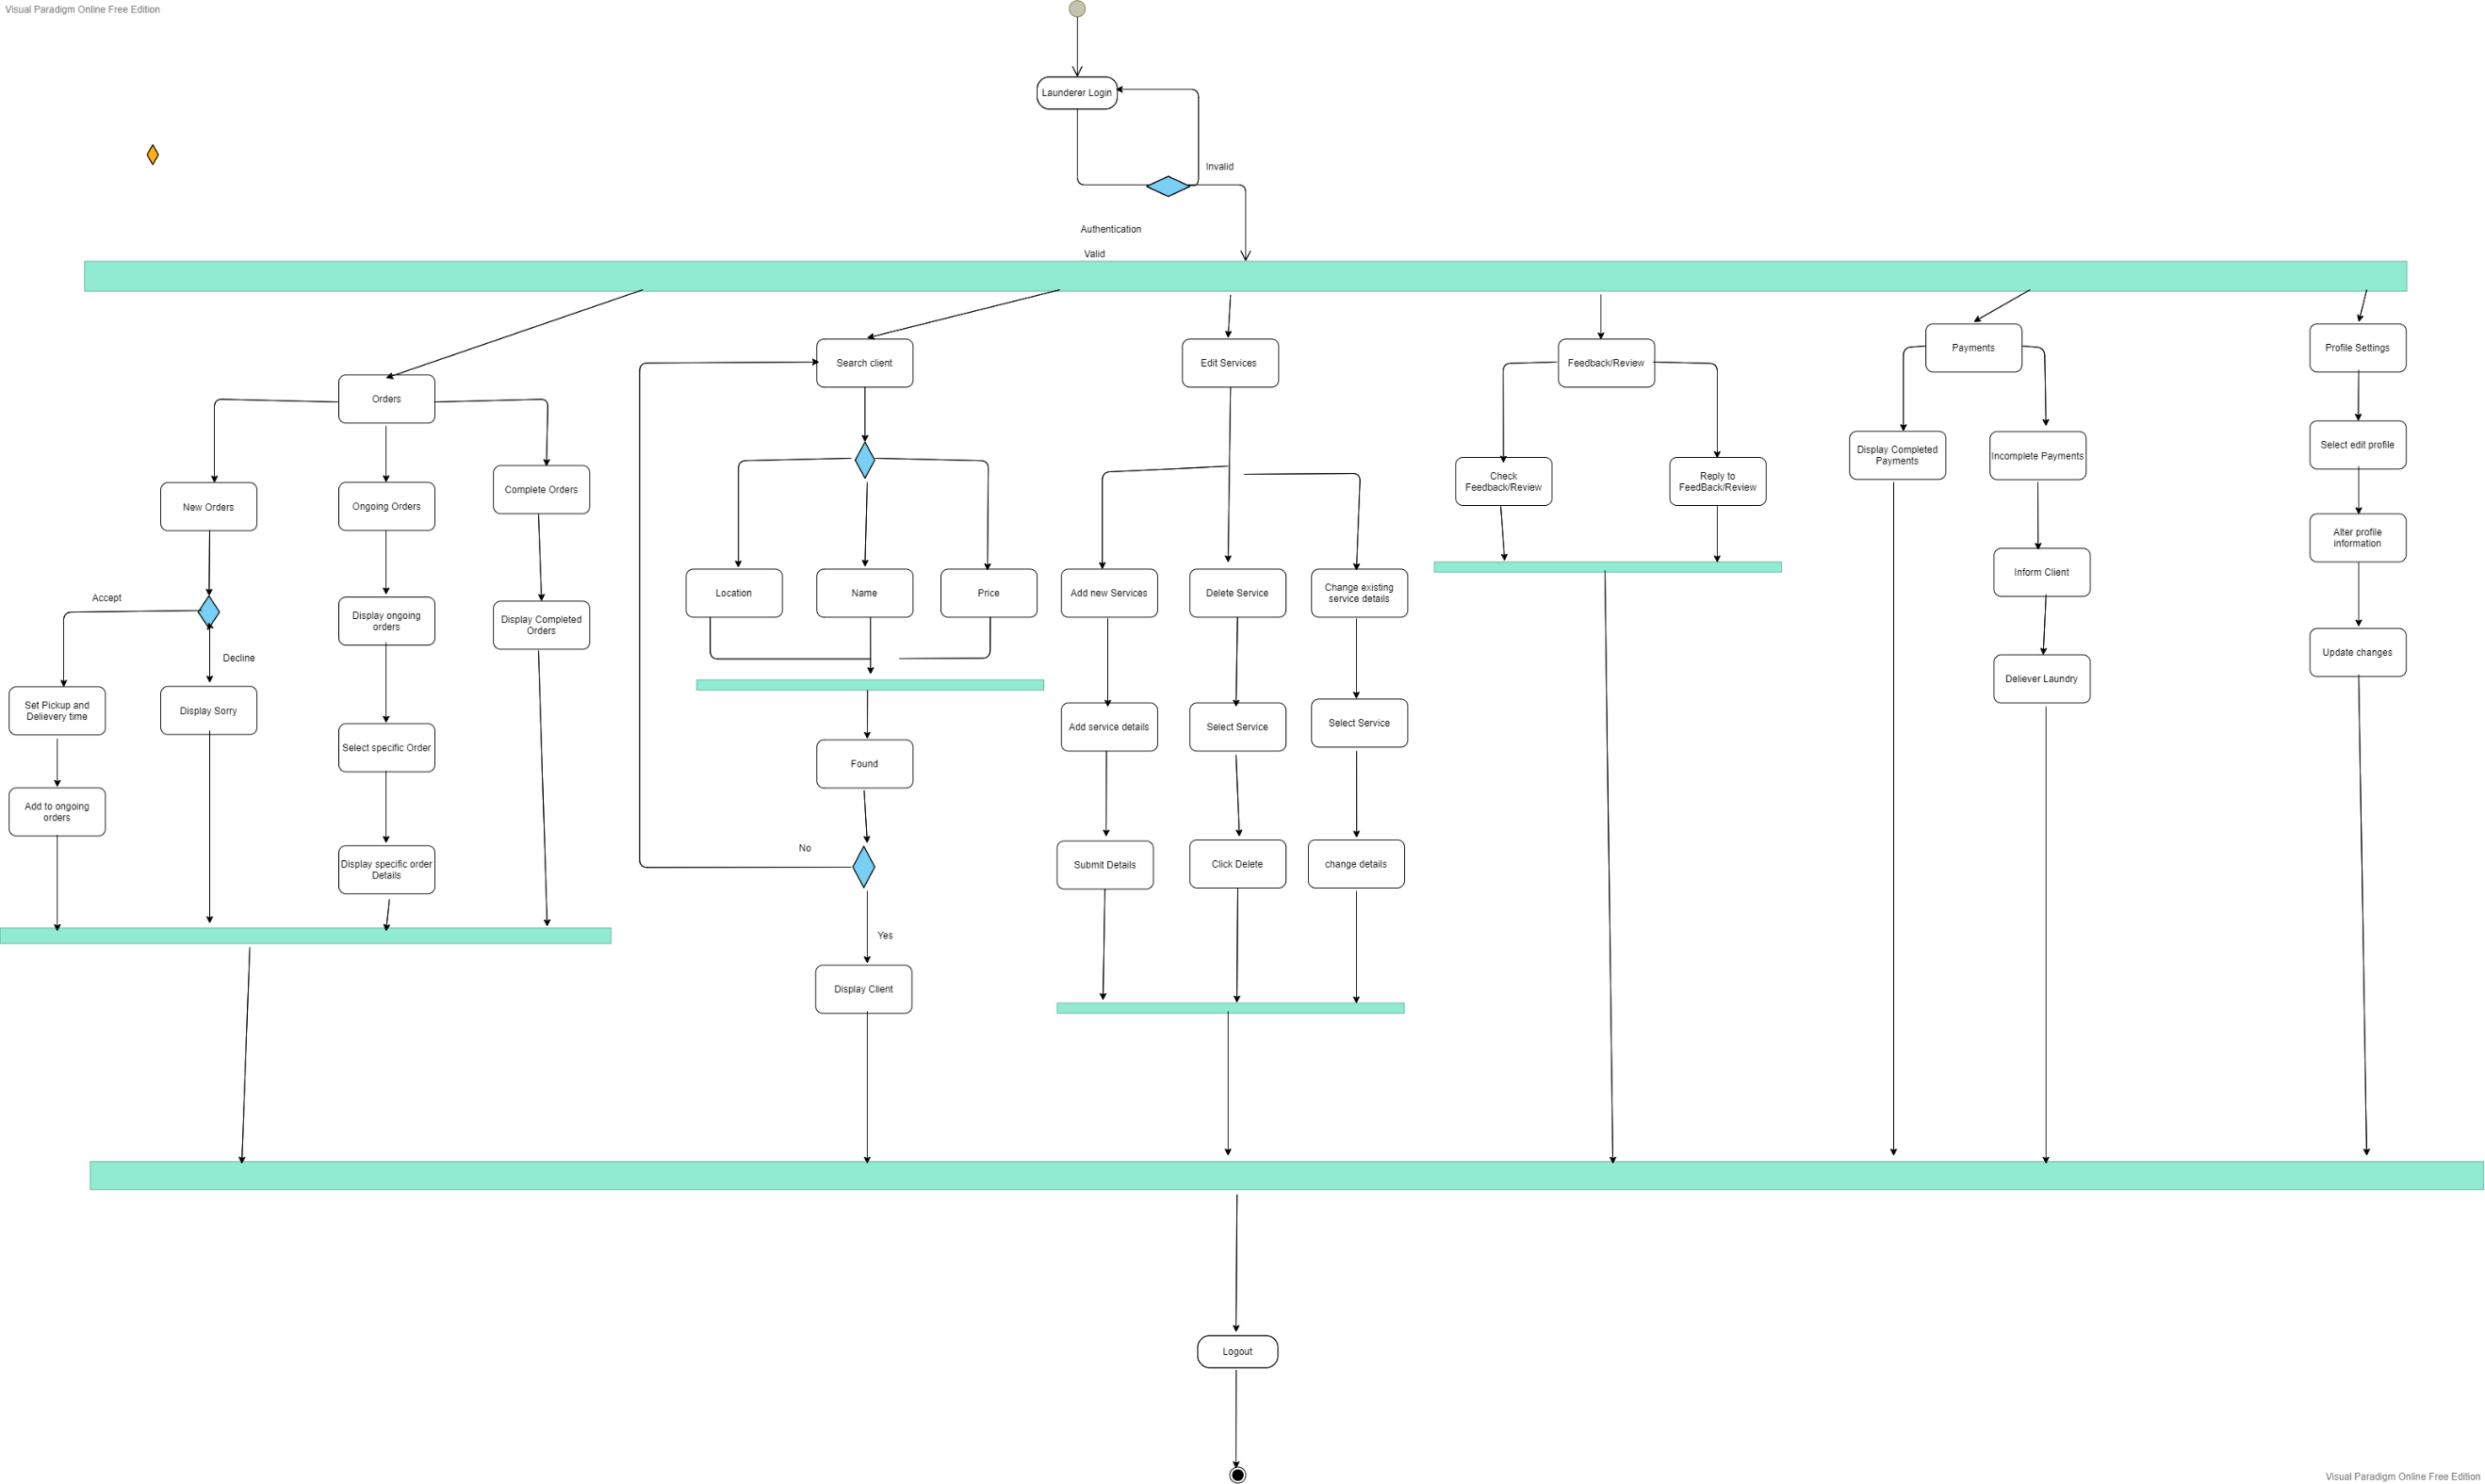 Visual Paradigm Online Free Edition
Launderer Login
Invalid
Authentication
Valid
Orders
Search client
Edit Services
Feedback/Review
Payments
Profile Settings
New Orders
Ongoing Orders
Complete Orders
Check
Feedback/Review
Reply to
FeedBack/Review
Display Completed
Payments
Incomplete Payments
Select edit profile
Accept
Decline
Display ongoing
orders
Display Completed
Orders
Location
Name
Price
Add new Services
Delete Service
Change existing
service details
Inform Client
Alter profile
information
Set Pickup and
Delievery time
Display Sorry
Select specific Order
Found
Add service details
Select Service
Select Service
Deliever Laundry
Update changes
Add to ongoing
orders
Display specific order
Details
No
Yes
Submit Details
Click Delete
change details
Display Client
Logout
Visual Paradigm Online Free Edition